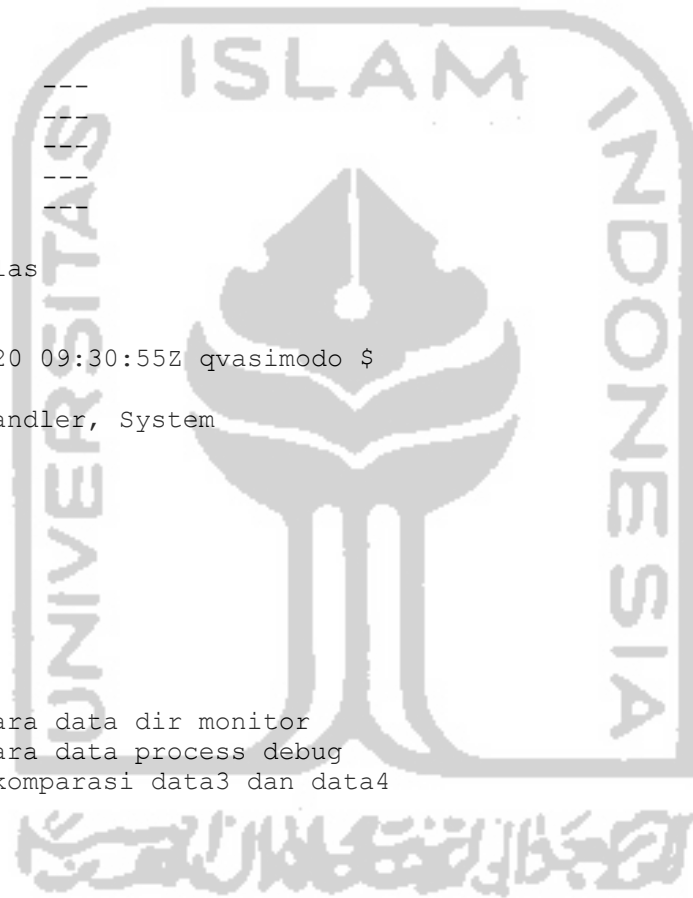 ISLAM
UNIVERSITAS
INDONESIA
---
---
---
---
---
las
20 09:30:55Z qvasimodo $
andler, System
ara data dir monitor
ara data process debug
komparasi data3 dan data4